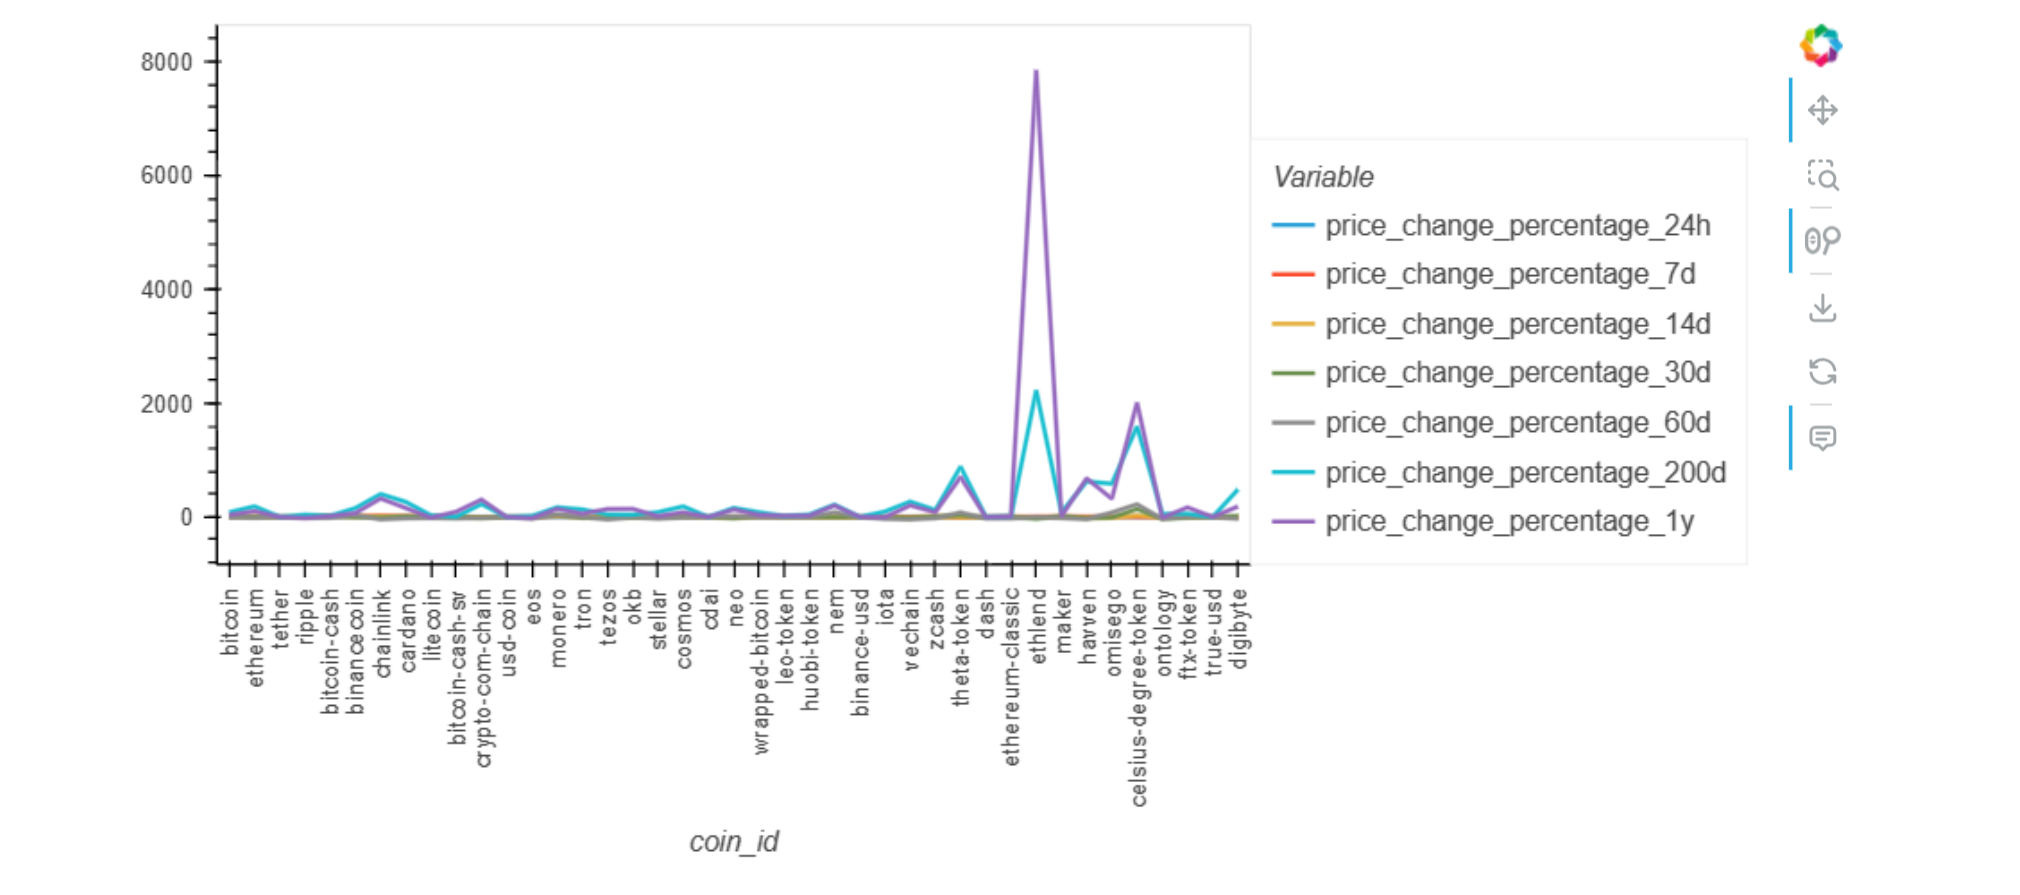 8000
6000
4000
2000
0
bitcoin
ethereum
tether
ripple
bitcoin-cash
binancecoin
chainlink
cardano
litecoin
bitcoin-cash-sv
crypto-com-chain
usd-coin
eos
monero
tron
tezos
okb
stellar
cosmos
cdai
neo
wrapped-bitcoin
leo-token
huobi-token
nem
binance-usd
iota
vechain
zcash
theta-token
dash
ethereum-classic
ethlend
maker
havven
omisego
celsius-degree-token
ontology
ftx-token
true-usd
digibyte
coin_id
Variable
price_change_percentage_24h
price_change_percentage_7d
price_change_percentage_14d
price_change_percentage_30d
price_change_percentage_60d
price_change_percentage_200d
price_change_percentage_1y